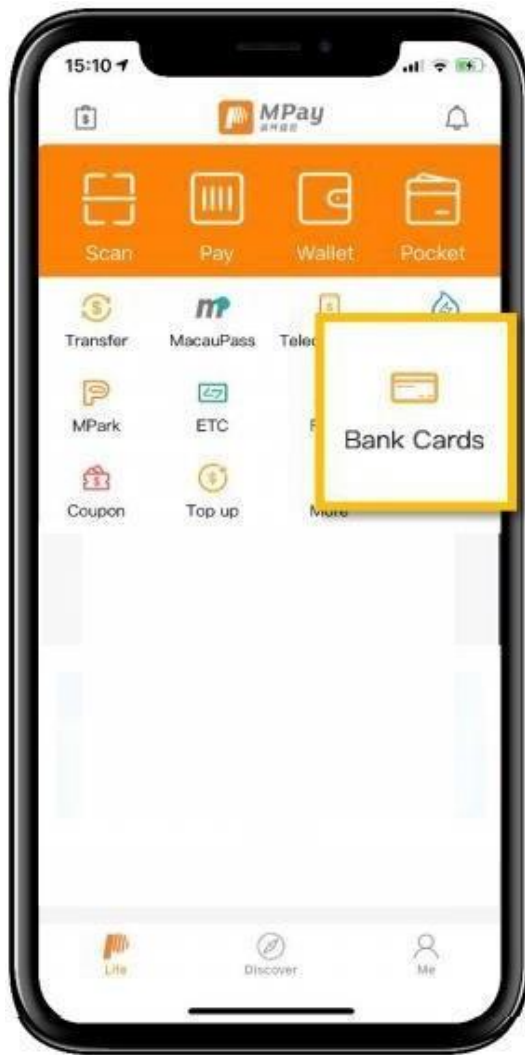 15:10
MPay
Scan Pay Wallet Pocket
Transfer MacauPass
MPark ETC
Bank Cards
Coupon Top up More
Life Discover Me